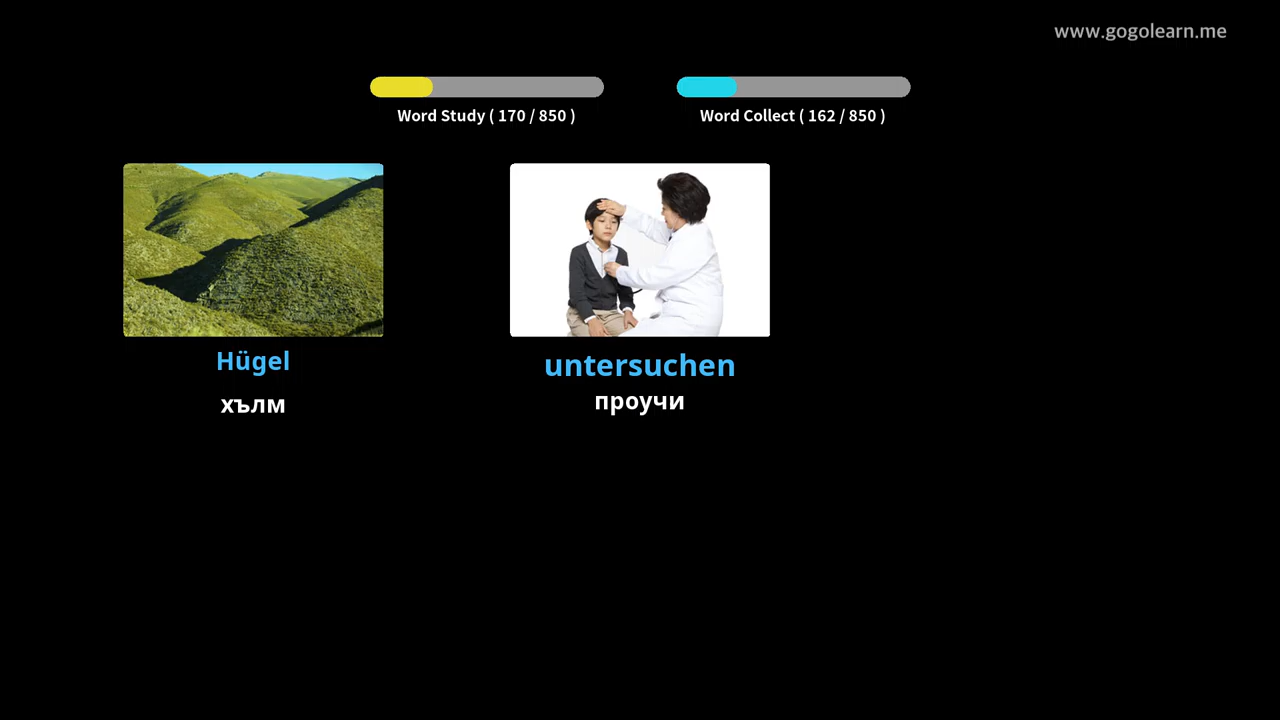 www.gogolearn.me
Word Study ( 170 / 850 )
Word Collect ( 162 / 850 )
Hügel
хълм
untersuchen
проучи